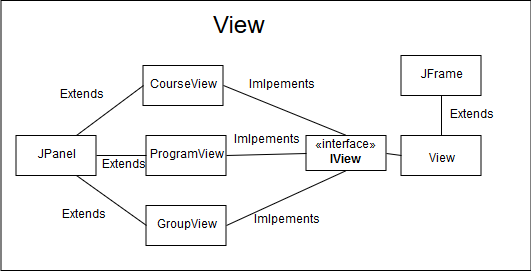 View
CourseView
JFrame
Extends
Imlpements
Extends
JPanel
Extends
ProgramView
Imlpements
«interface»
IView
View
Extends
GroupView
Imlpements